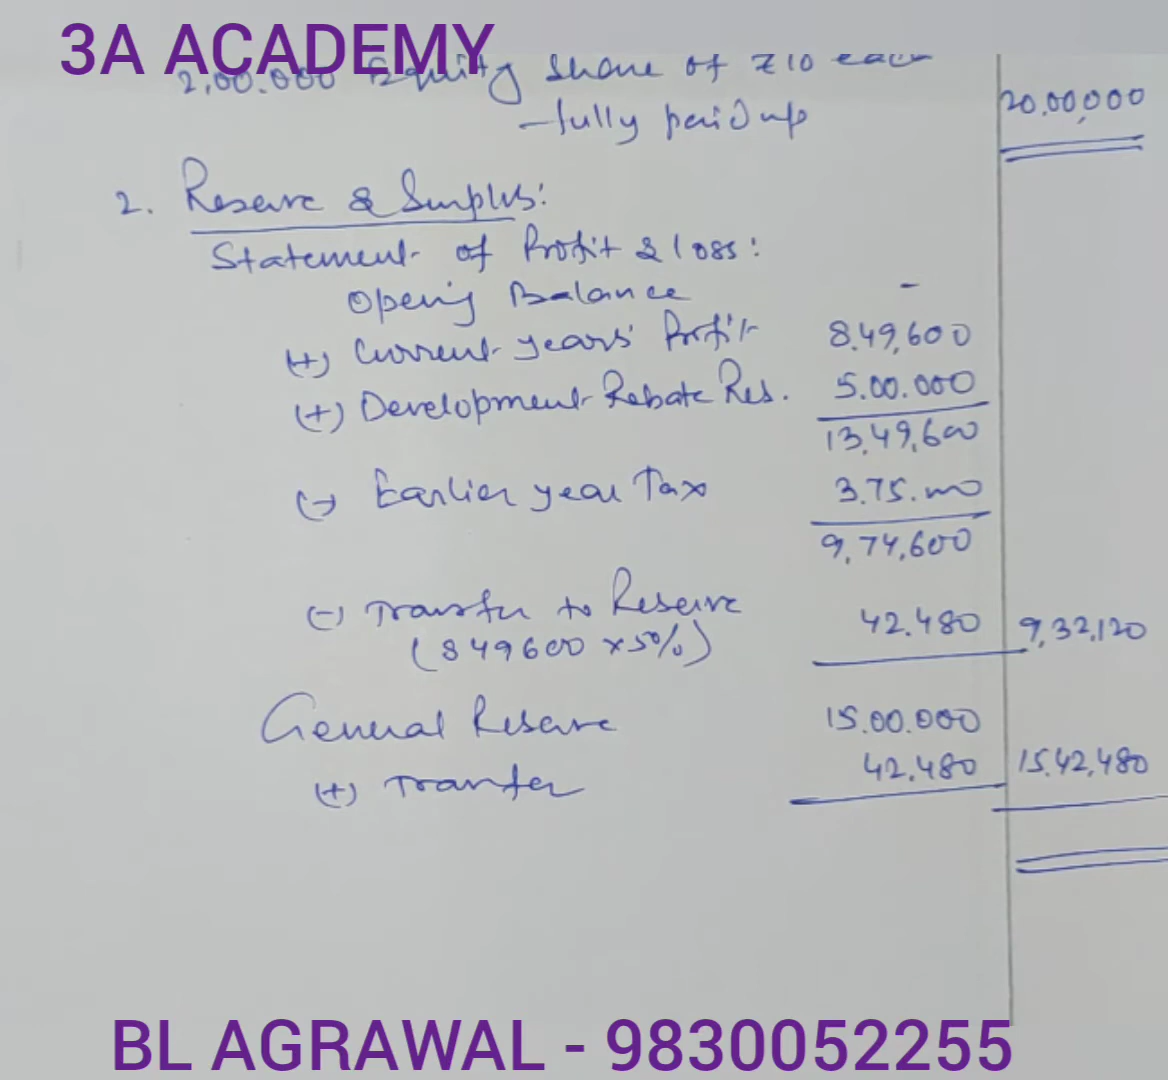 3A ACADEMY
2,00.000 Equity share of ₹10 each
- fully paid up 20,00,000
2. Reserve & Surplus:
Statement of Profit & loss:
Opening Balance -
(+) Current years' Profit 8,49,600
(+) Development Rebate Res. 5.00.000
13,49,600
(-) Earlier year Tax 3.75.000
9,74,600
(-) Transfer to Reserve 42.480 9,32,120
(849600 x 5%)
General Reserve 15.00.000
(+) Tranfer 42.480 15,42,480
BL AGRAWAL - 9830052255